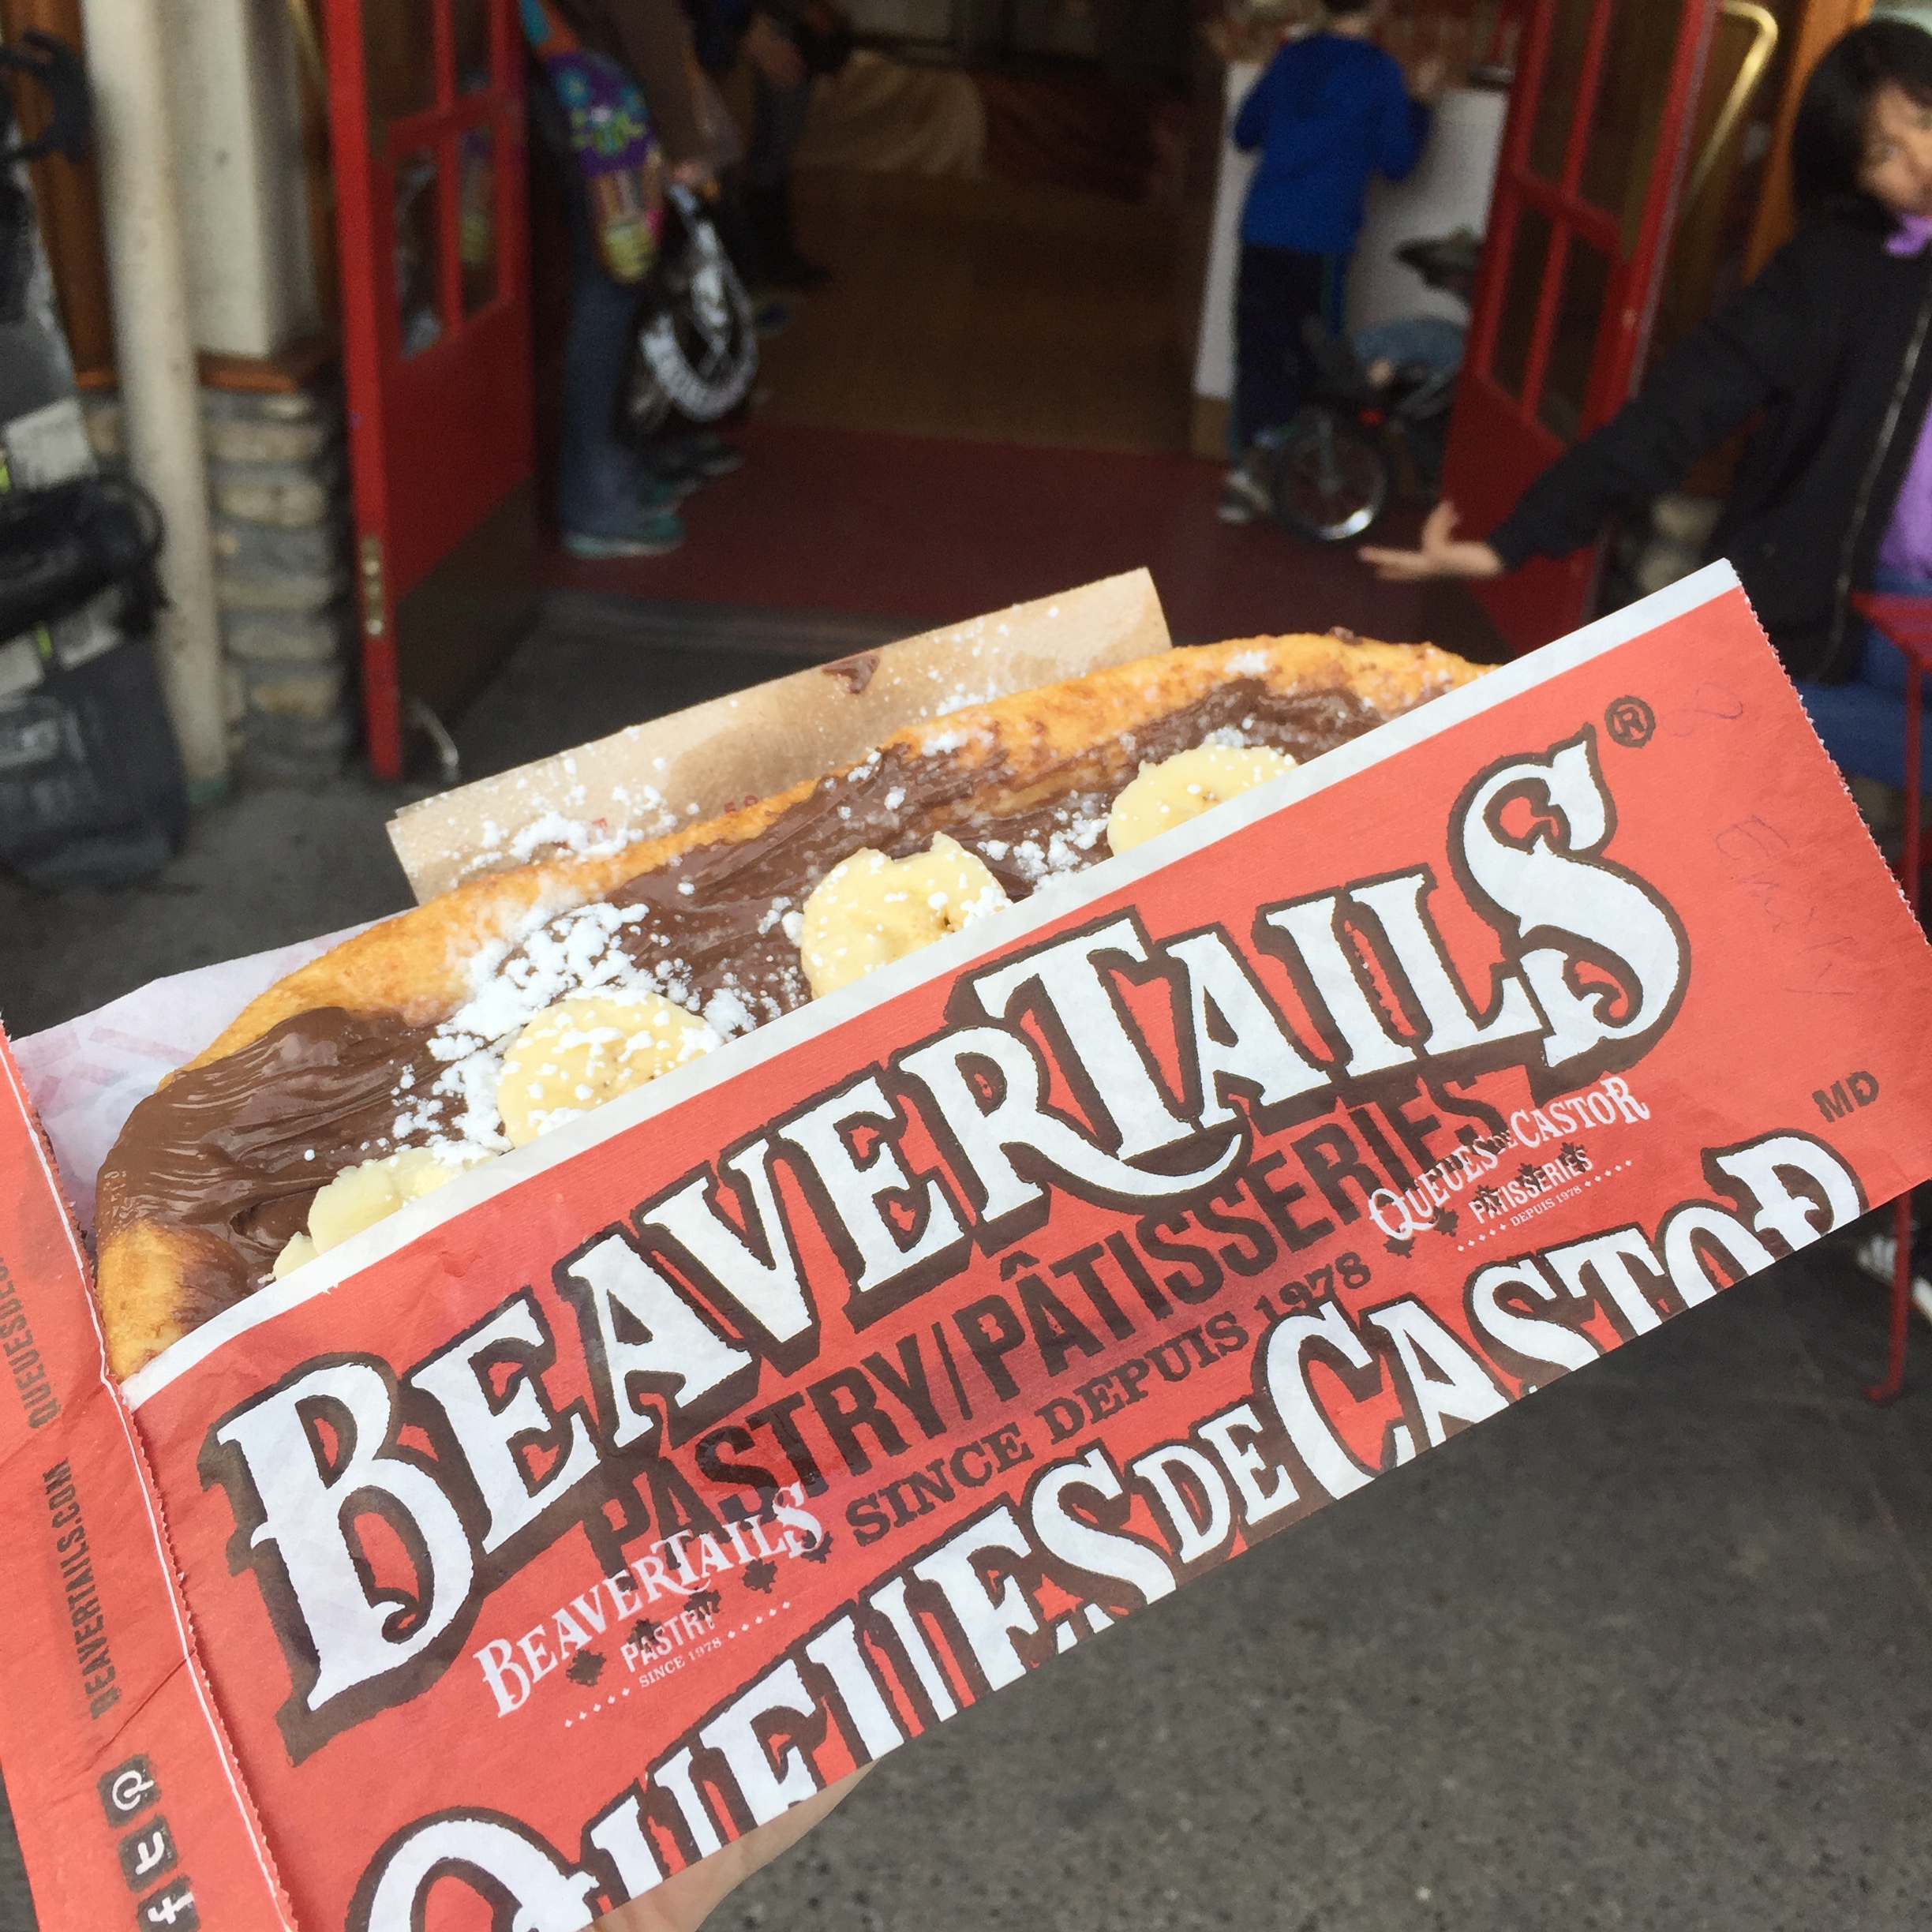 BEAVERTAILS®
PASTRY/PÂTISSERIES
SINCE DEPUIS 1978
QUEUES DE CASTOR MD
QUEUES DE CASTOR
PATISSERIES
DEPUIS 1978
BEAVERTAILS
PASTRY
SINCE 1978
BEAVERTAILS.COM